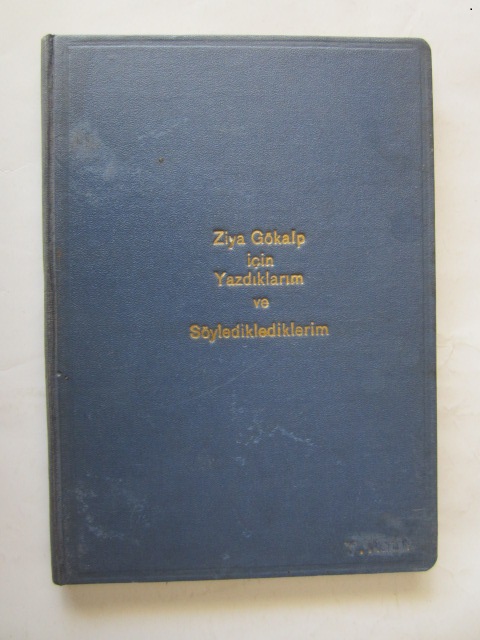 Ziya Gökalp
için
Yazdıklarım
ve
Söylediklediklerim